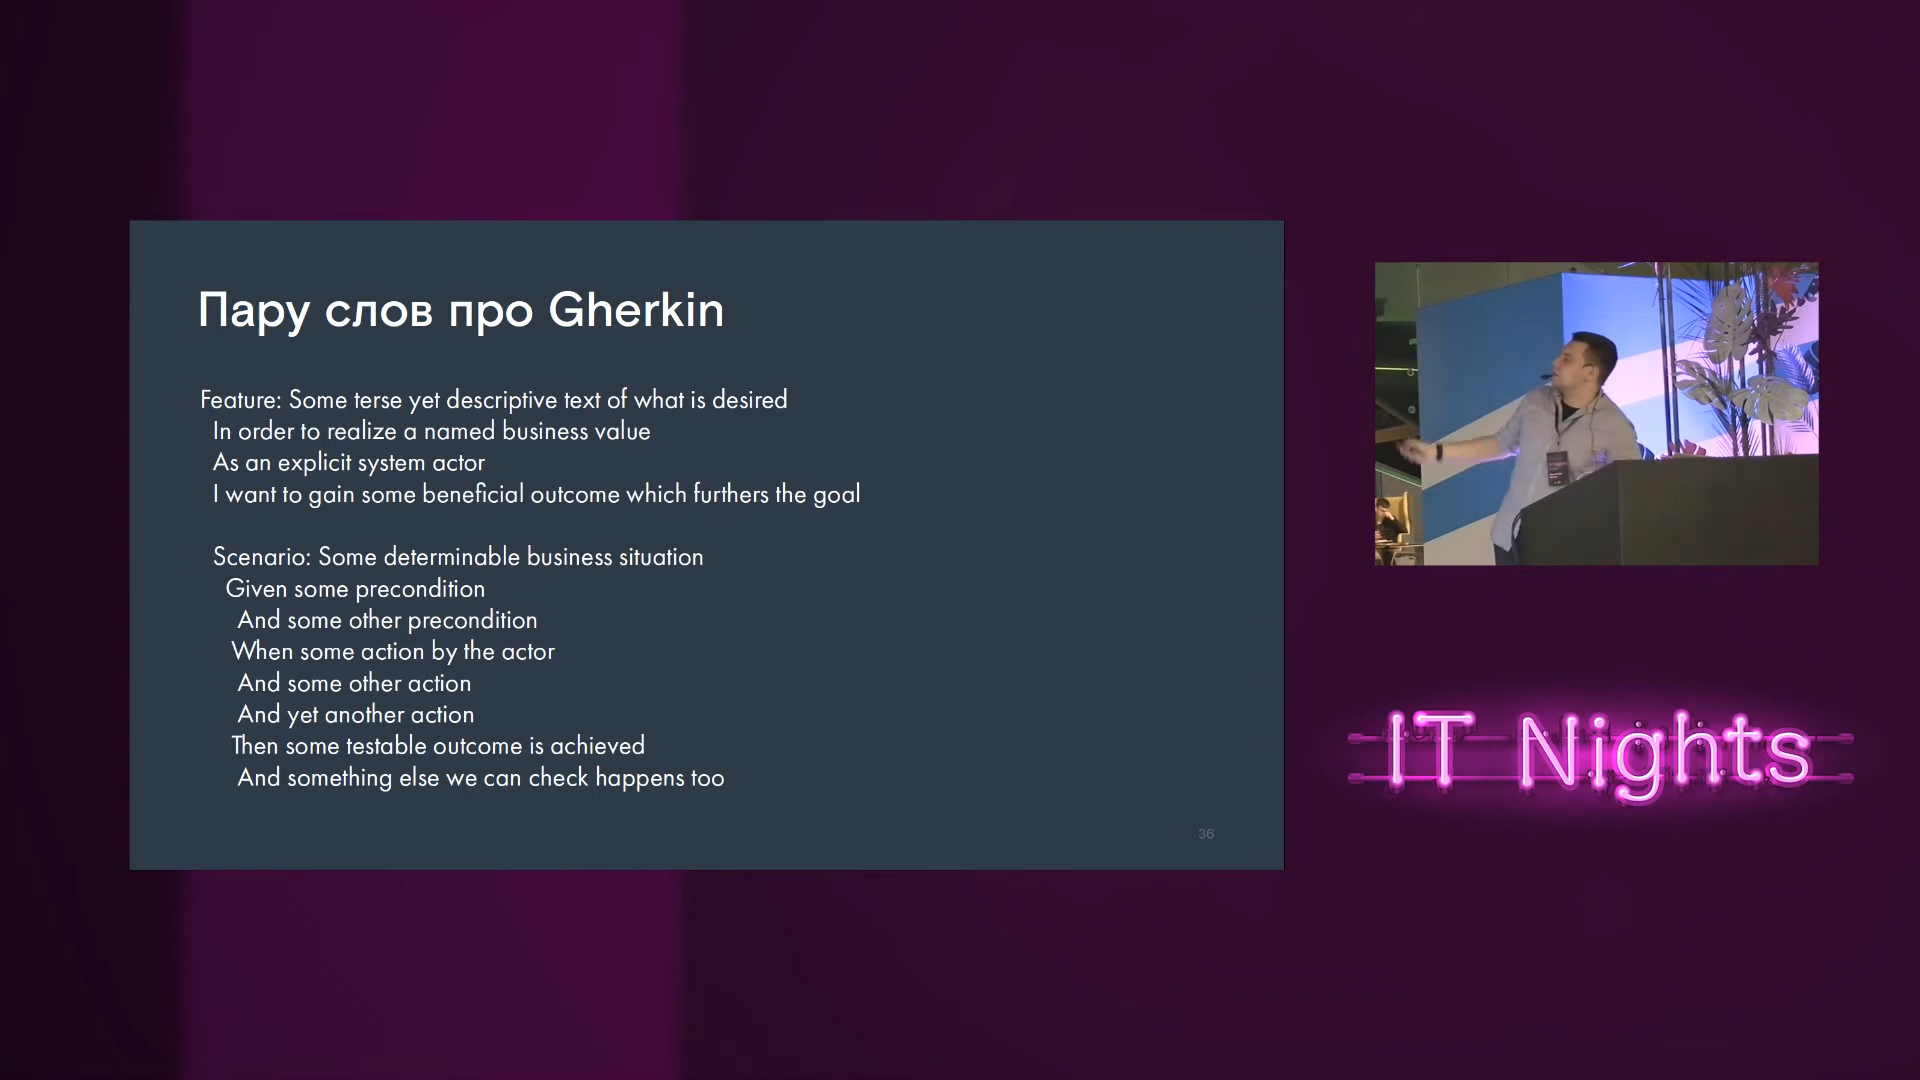 Пару слов про Gherkin
Feature: Some terse yet descriptive text of what is desired
In order to realize a named business value
As an explicit system actor
I want to gain some beneficial outcome which furthers the goal
Scenario: Some determinable business situation
Given some precondition
And some other precondition
When some action by the actor
And some other action
And yet another action
Then some testable outcome is achieved
And something else we can check happens too
36
IT Nights